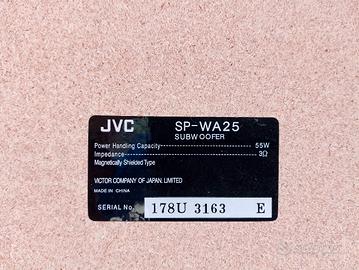 JVC SP-WA25
SUBWOOFER
Power Handling Capacity 55W
Impedance 3Ω
Magnetically Shielded Type
VICTOR COMPANY OF JAPAN, LIMITED
MADE IN CHINA
SERIAL No. 178U 3163 E